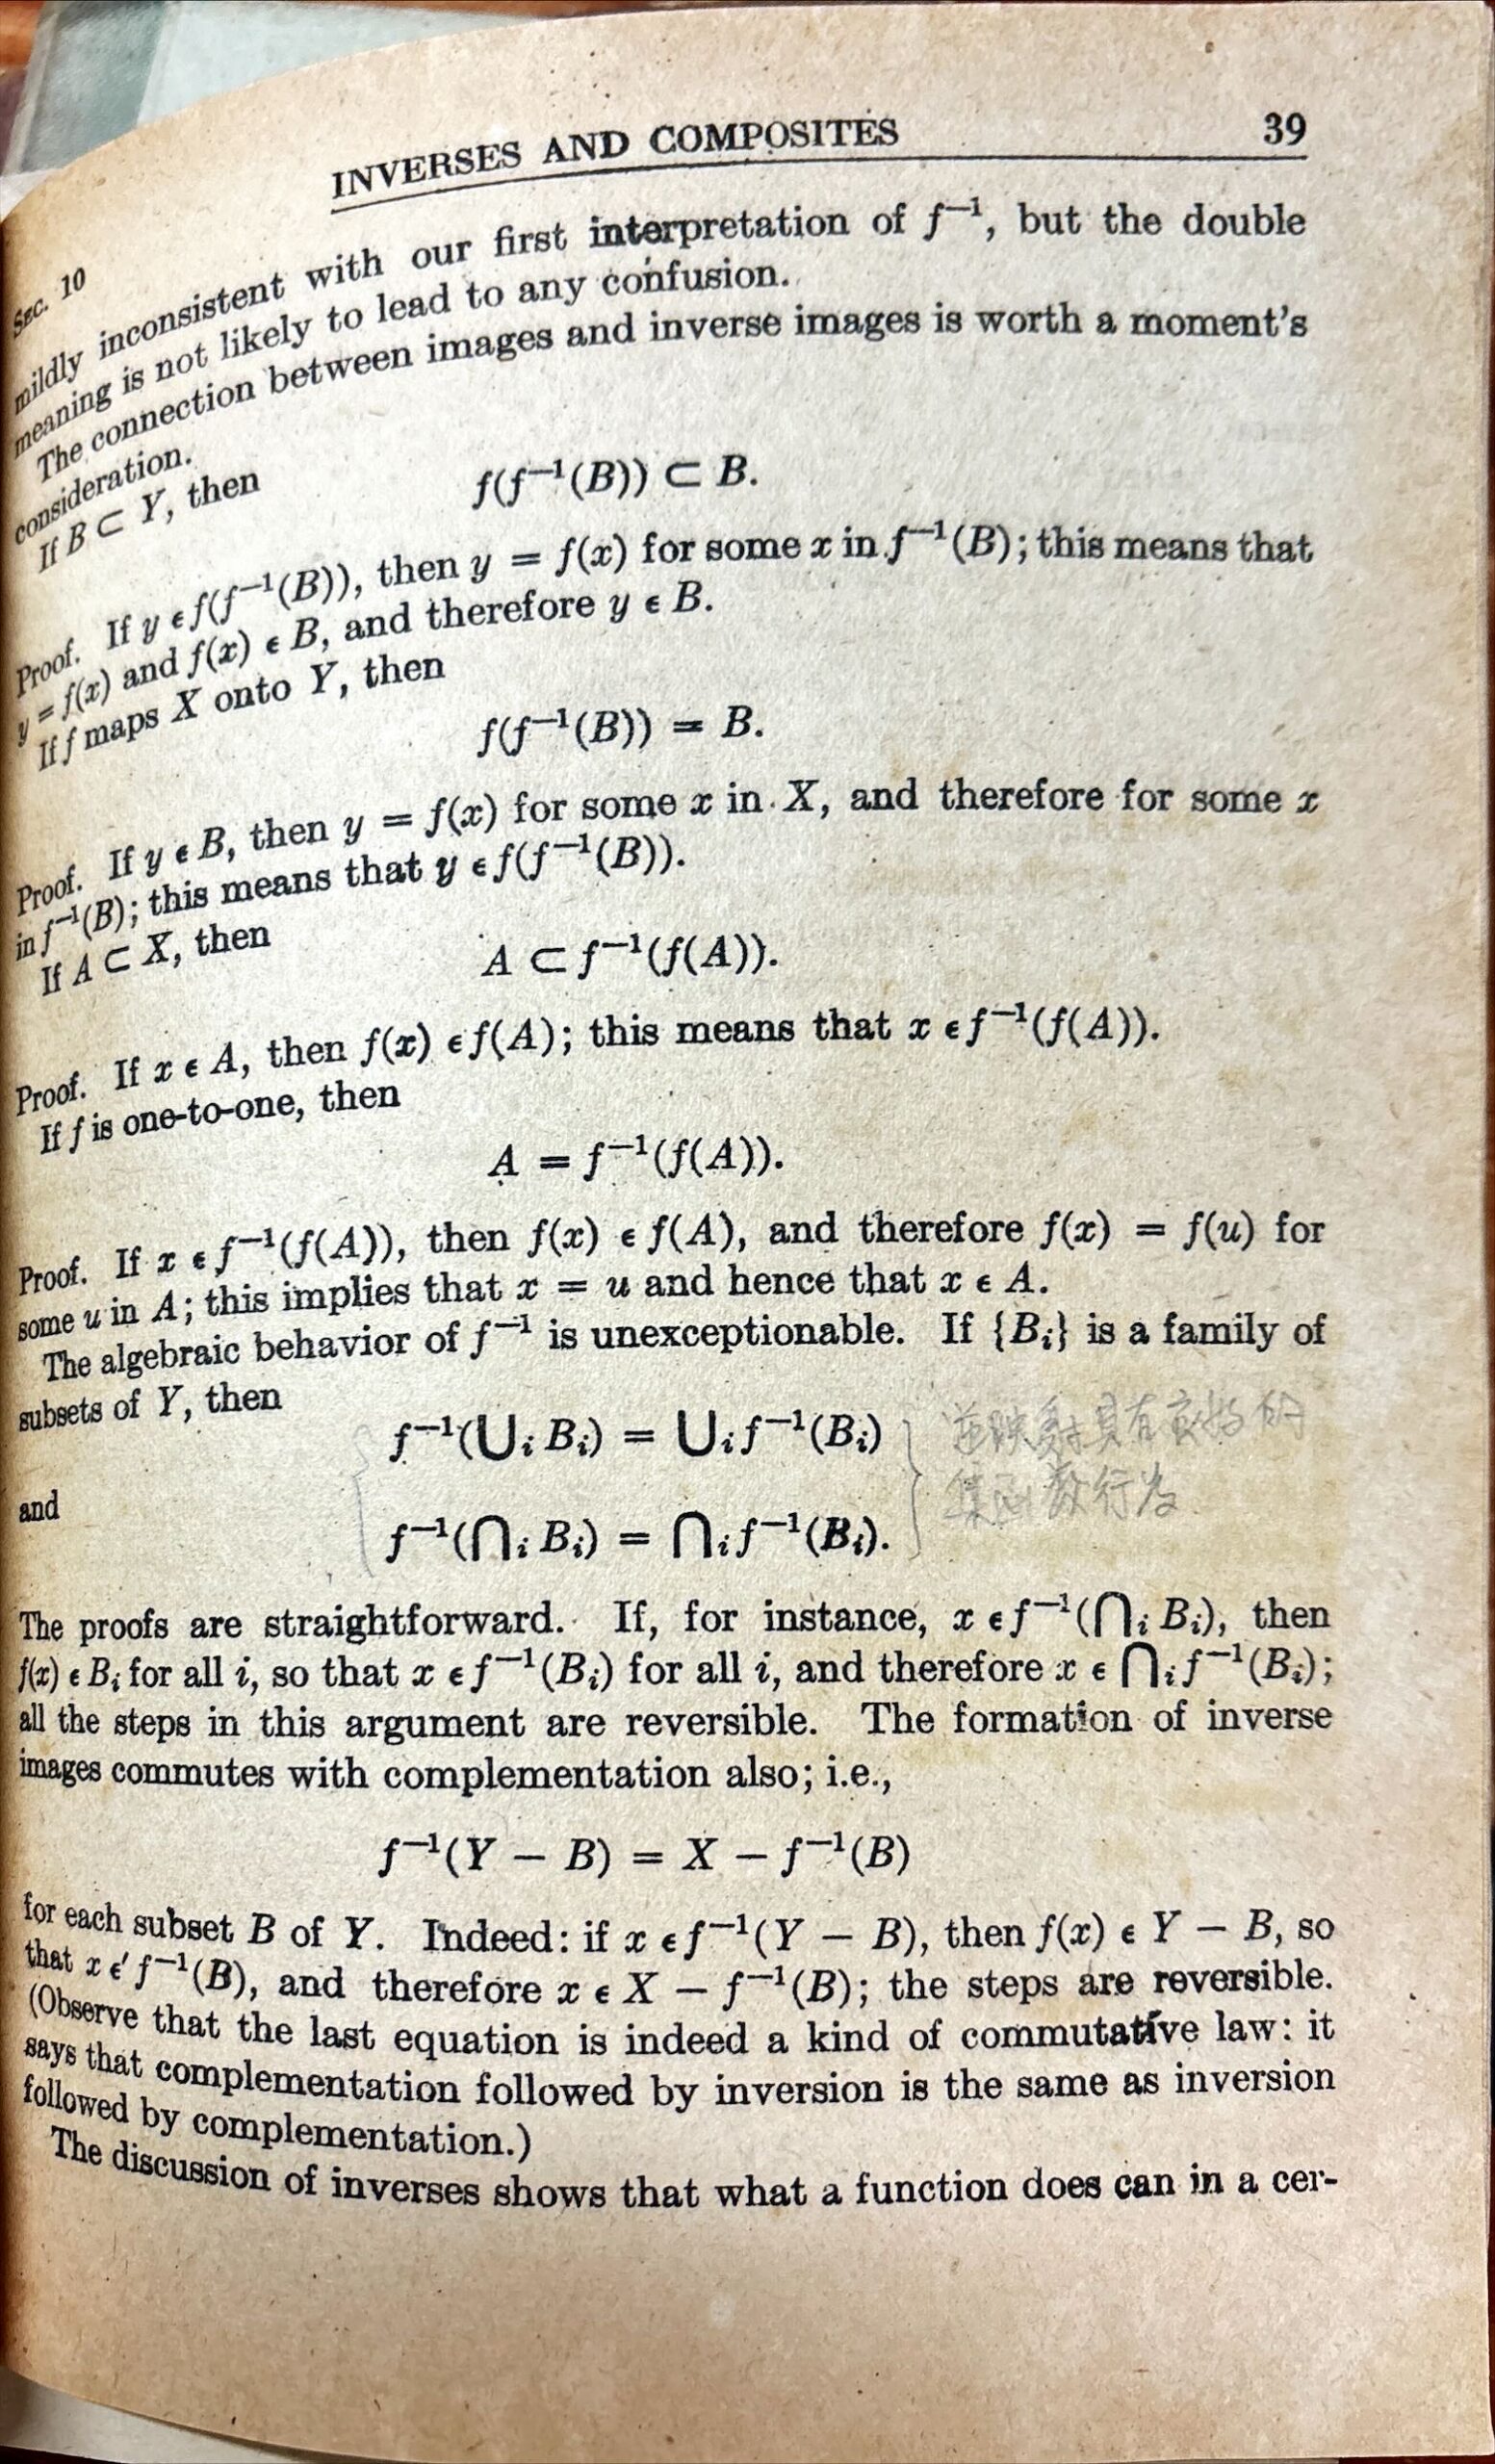 Sec. 10 INVERSES AND COMPOSITES 39
mildly inconsistent with our first interpretation of f⁻¹, but the double
meaning is not likely to lead to any confusion.
The connection between images and inverse images is worth a moment's
consideration.
If B ⊂ Y, then
f(f⁻¹(B)) ⊂ B.
Proof. If y ϵ f(f⁻¹(B)), then y = f(x) for some x in f⁻¹(B); this means that
y = f(x) and f(x) ϵ B, and therefore y ϵ B.
If f maps X onto Y, then
f(f⁻¹(B)) = B.
Proof. If y ϵ B, then y = f(x) for some x in X, and therefore for some x
in f⁻¹(B); this means that y ϵ f(f⁻¹(B)).
If A ⊂ X, then
A ⊂ f⁻¹(f(A)).
Proof. If x ϵ A, then f(x) ϵ f(A); this means that x ϵ f⁻¹(f(A)).
If f is one-to-one, then
A = f⁻¹(f(A)).
Proof. If x ϵ f⁻¹(f(A)), then f(x) ϵ f(A), and therefore f(x) = f(u) for
some u in A; this implies that x = u and hence that x ϵ A.
The algebraic behavior of f⁻¹ is unexceptionable. If {Bᵢ} is a family of
subsets of Y, then
f⁻¹(⋃ᵢ Bᵢ) = ⋃ᵢ f⁻¹(Bᵢ)
逆映射具有良好的
and
f⁻¹(⋂ᵢ Bᵢ) = ⋂ᵢ f⁻¹(Bᵢ).
行为
The proofs are straightforward. If, for instance, x ϵ f⁻¹(⋂ᵢ Bᵢ), then
f(x) ϵ Bᵢ for all i, so that x ϵ f⁻¹(Bᵢ) for all i, and therefore x ϵ ⋂ᵢ f⁻¹(Bᵢ);
all the steps in this argument are reversible. The formation of inverse
images commutes with complementation also; i.e.,
f⁻¹(Y − B) = X − f⁻¹(B)
for each subset B of Y. Indeed: if x ϵ f⁻¹(Y − B), then f(x) ϵ Y − B, so
that x ϵ′ f⁻¹(B), and therefore x ϵ X − f⁻¹(B); the steps are reversible.
(Observe that the last equation is indeed a kind of commutative law: it
says that complementation followed by inversion is the same as inversion
followed by complementation.)
The discussion of inverses shows that what a function does can in a cer-